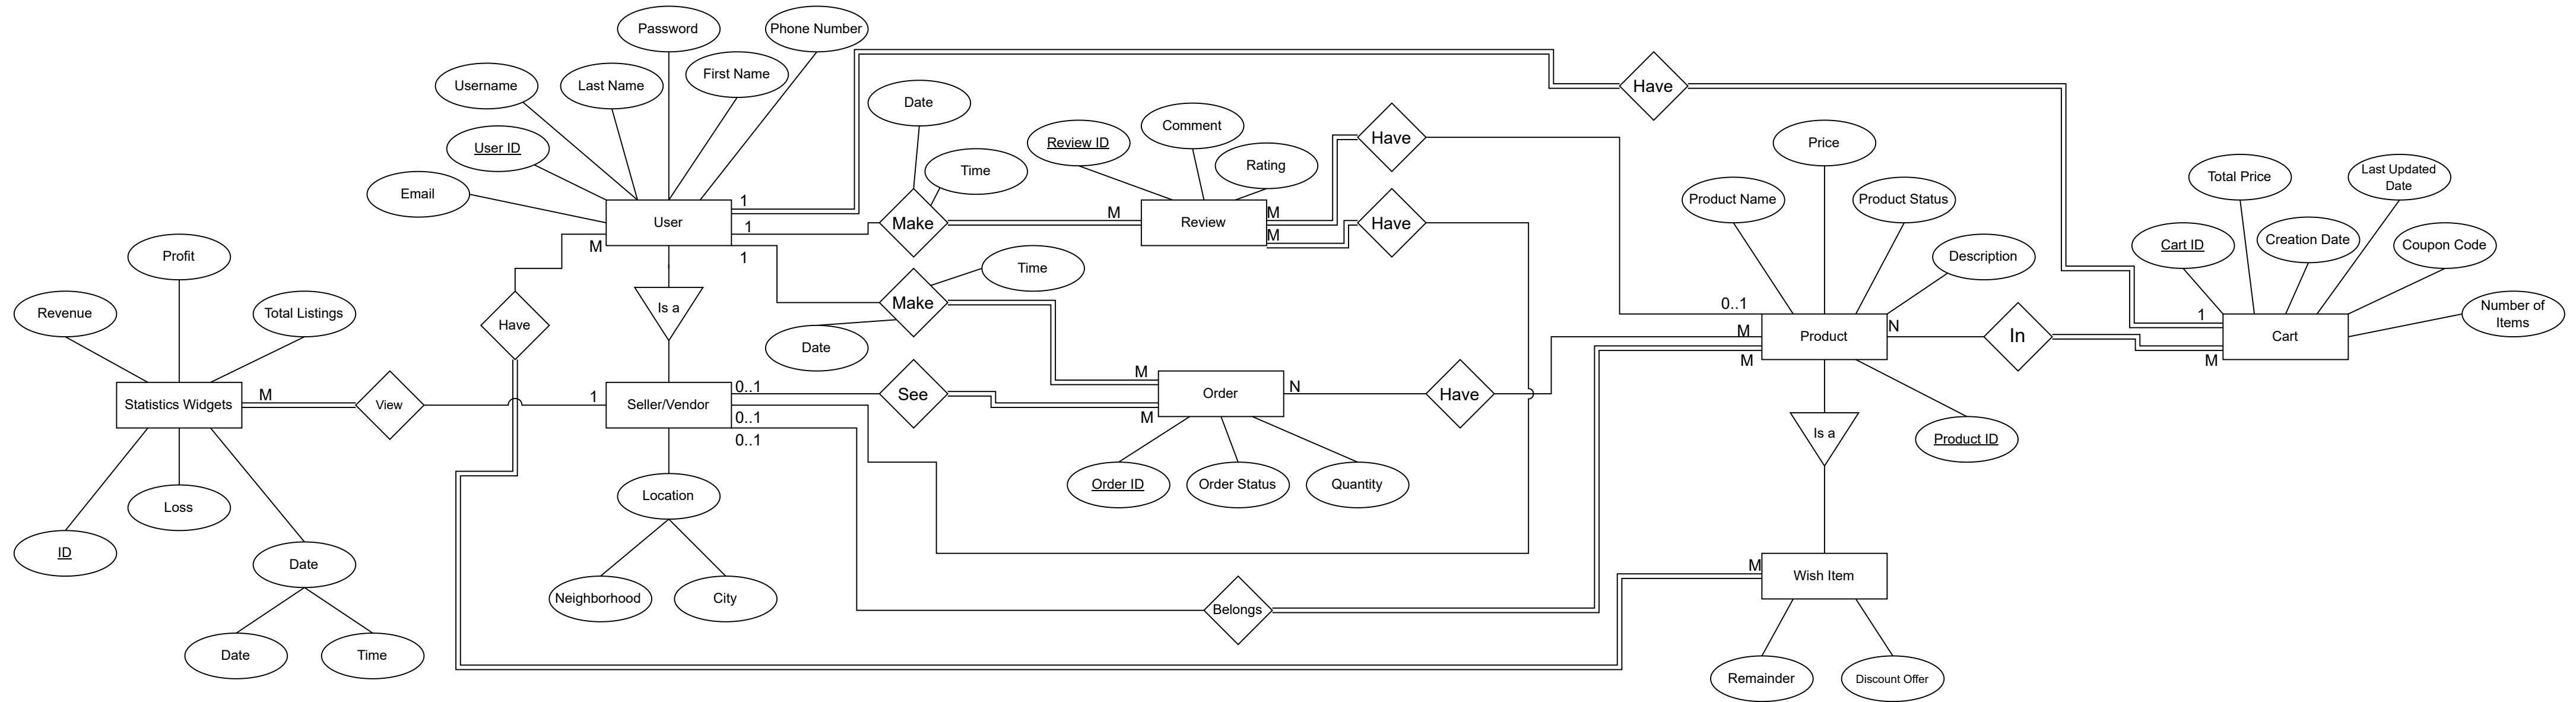 Password
Phone Number
First Name
Username
Last Name
Have
Date
Comment
User ID
Review ID
Have
Price
Time
Rating
Total Price
Last Updated
Date
Email
Product Name
Product Status
1
M
M
User
1
Make
Review
Have
M
Cart ID
Creation Date
Coupon Code
M
1
Profit
Time
Description
Revenue
Total Listings
Is a
Make
0..1
Have
1
Number of
Items
Date
M
Product
N
In
Cart
M
M
M
0..1
N
Statistics Widgets
M
View
1
Seller/Vendor
See
Order
Have
0..1
M
0..1
Is a
Product ID
Location
Order ID
Order Status
Quantity
Loss
ID
Date
M
Wish Item
Neighborhood
City
Belongs
Date
Time
Remainder
Discount Offer